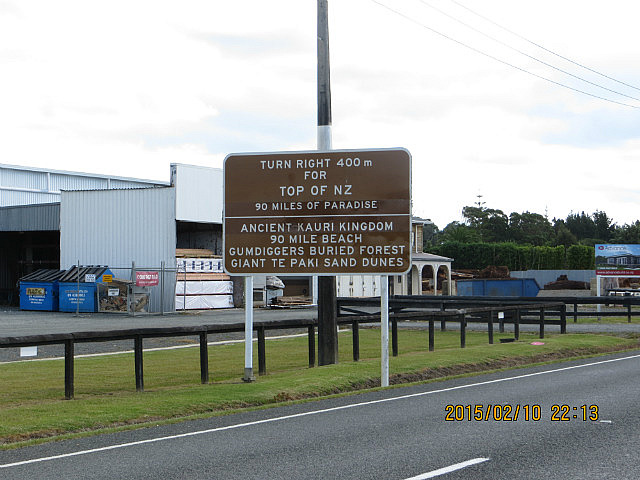 TURN RIGHT 400 m
FOR
TOP OF NZ
90 MILES OF PARADISE
ANCIENT KAURI KINGDOM
90 MILE BEACH
GUMDIGGERS BURIED FOREST
GIANT TE PAKI SAND DUNES
Advance
2015/02/10 22:13